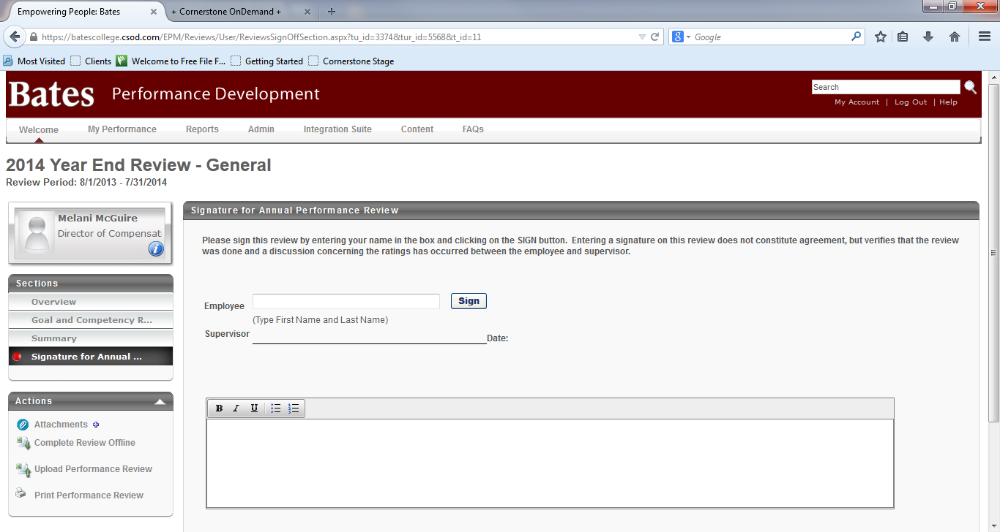 Empowering People: Bates
+ Cornerstone OnDemand +
https://batescollege.csod.com/EPM/Reviews/User/ReviewsSignOffSection.aspx?tu_id=3374&tur_id=5568&t_id=11
Google
Most Visited Clients Welcome to Free File F... Getting Started Cornerstone Stage
Bates Performance Development
Search
My Account | Log Out | Help
Welcome My Performance Reports Admin Integration Suite Content FAQs
2014 Year End Review - General
Review Period: 8/1/2013 - 7/31/2014
Melani McGuire
Director of Compensat
Sections
Overview
Goal and Competency R...
Summary
Signature for Annual ...
Actions
Attachments
Complete Review Offline
Upload Performance Review
Print Performance Review
Signature for Annual Performance Review
Please sign this review by entering your name in the box and clicking on the SIGN button. Entering a signature on this review does not constitute agreement, but verifies that the review
was done and a discussion concerning the ratings has occurred between the employee and supervisor.
Employee Sign
(Type First Name and Last Name)
Supervisor Date:
B I U